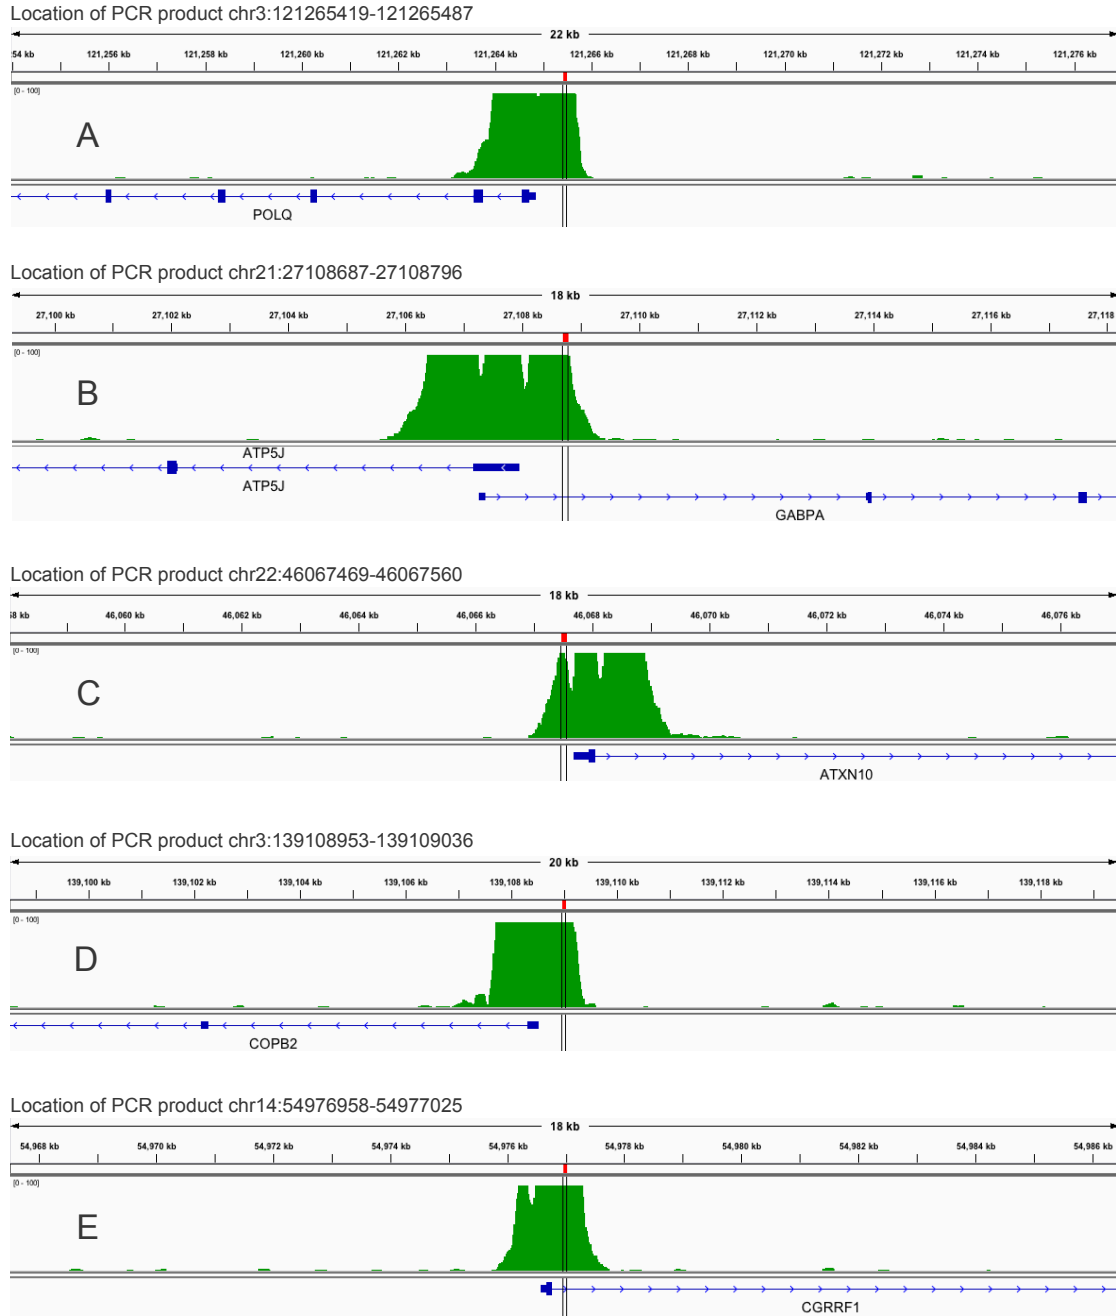 Location of PCR product chr3:121265419-121265487
22 kb
54 kb 121,256 kb 121,258 kb 121,260 kb 121,262 kb 121,264 kb 121,266 kb 121,268 kb 121,270 kb 121,272 kb 121,274 kb 121,276 kb
[0 - 100]
A
POLQ
Location of PCR product chr21:27108687-27108796
18 kb
27,100 kb 27,102 kb 27,104 kb 27,106 kb 27,108 kb 27,110 kb 27,112 kb 27,114 kb 27,116 kb 27,118
[0 - 100]
B
ATP5J
ATP5J
GABPA
Location of PCR product chr22:46067469-46067560
18 kb
58 kb 46,060 kb 46,062 kb 46,064 kb 46,066 kb 46,068 kb 46,070 kb 46,072 kb 46,074 kb 46,076 kb
[0 - 100]
C
ATXN10
Location of PCR product chr3:139108953-139109036
20 kb
139,100 kb 139,102 kb 139,104 kb 139,106 kb 139,108 kb 139,110 kb 139,112 kb 139,114 kb 139,116 kb 139,118 kb
[0 - 100]
D
COPB2
Location of PCR product chr14:54976958-54977025
18 kb
54,968 kb 54,970 kb 54,972 kb 54,974 kb 54,976 kb 54,978 kb 54,980 kb 54,982 kb 54,984 kb 54,986 kb
[0 - 100]
E
CGRRF1